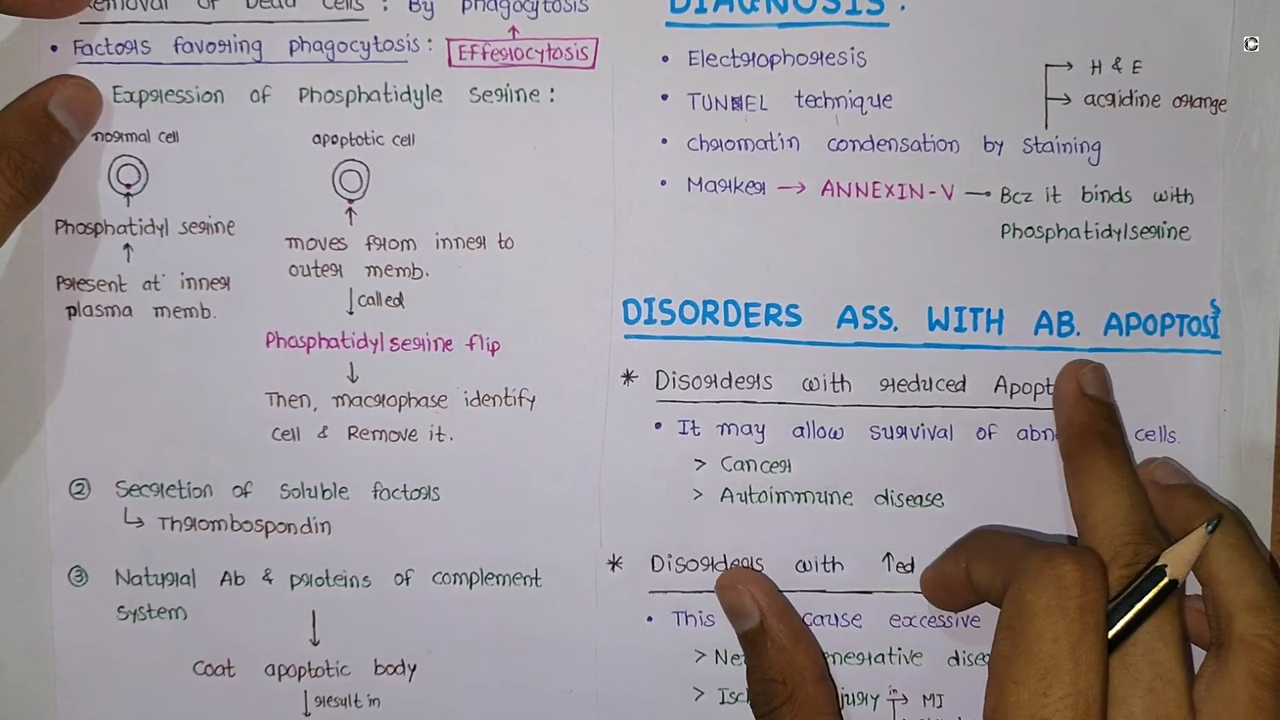 Removal of Dead cells : By phagocytosis
• Factors favoring phagocytosis :
Effesiocytosis
Expression of Phosphatidyle Serine :
normal cell
apoptotic cell
Phosphatidyl serine
Present at inner
plasma memb.
moves from inner to
outer memb.
called
Phosphatidyl serine flip
Then, macrophase identify
cell & Remove it.
② Secretion of Soluble factors
↳ Thrombospondin
③ Natural Ab & proteins of complement
System
Coat apoptotic body
result in
DIAGNOSIS :
• Electrophoresis
• TUNNEL technique
• Chromatin condensation by staining
→ H & E
→ acridine orange
• Marker → ANNEXIN-V — Bcz it binds with
Phosphatidylserine
DISORDERS ASS. WITH AB. APOPTOSIS
* Disorders with reduced Apopt
• It may allow survival of abn cells.
> Cancer
> Autoimmune disease
* Disorders with ↑ed
• This cause excessive
> Ne enerative dise
> Isc jury in → MI